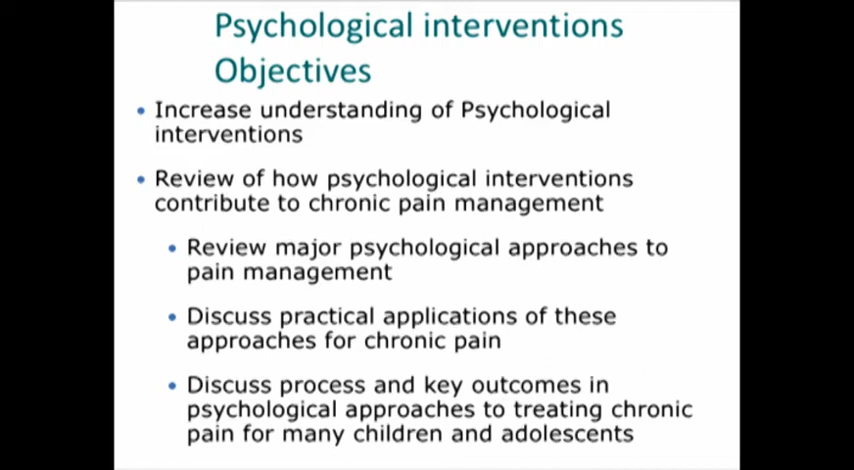 Psychological interventions
Objectives
• Increase understanding of Psychological
interventions
• Review of how psychological interventions
contribute to chronic pain management
• Review major psychological approaches to
pain management
• Discuss practical applications of these
approaches for chronic pain
• Discuss process and key outcomes in
psychological approaches to treating chronic
pain for many children and adolescents